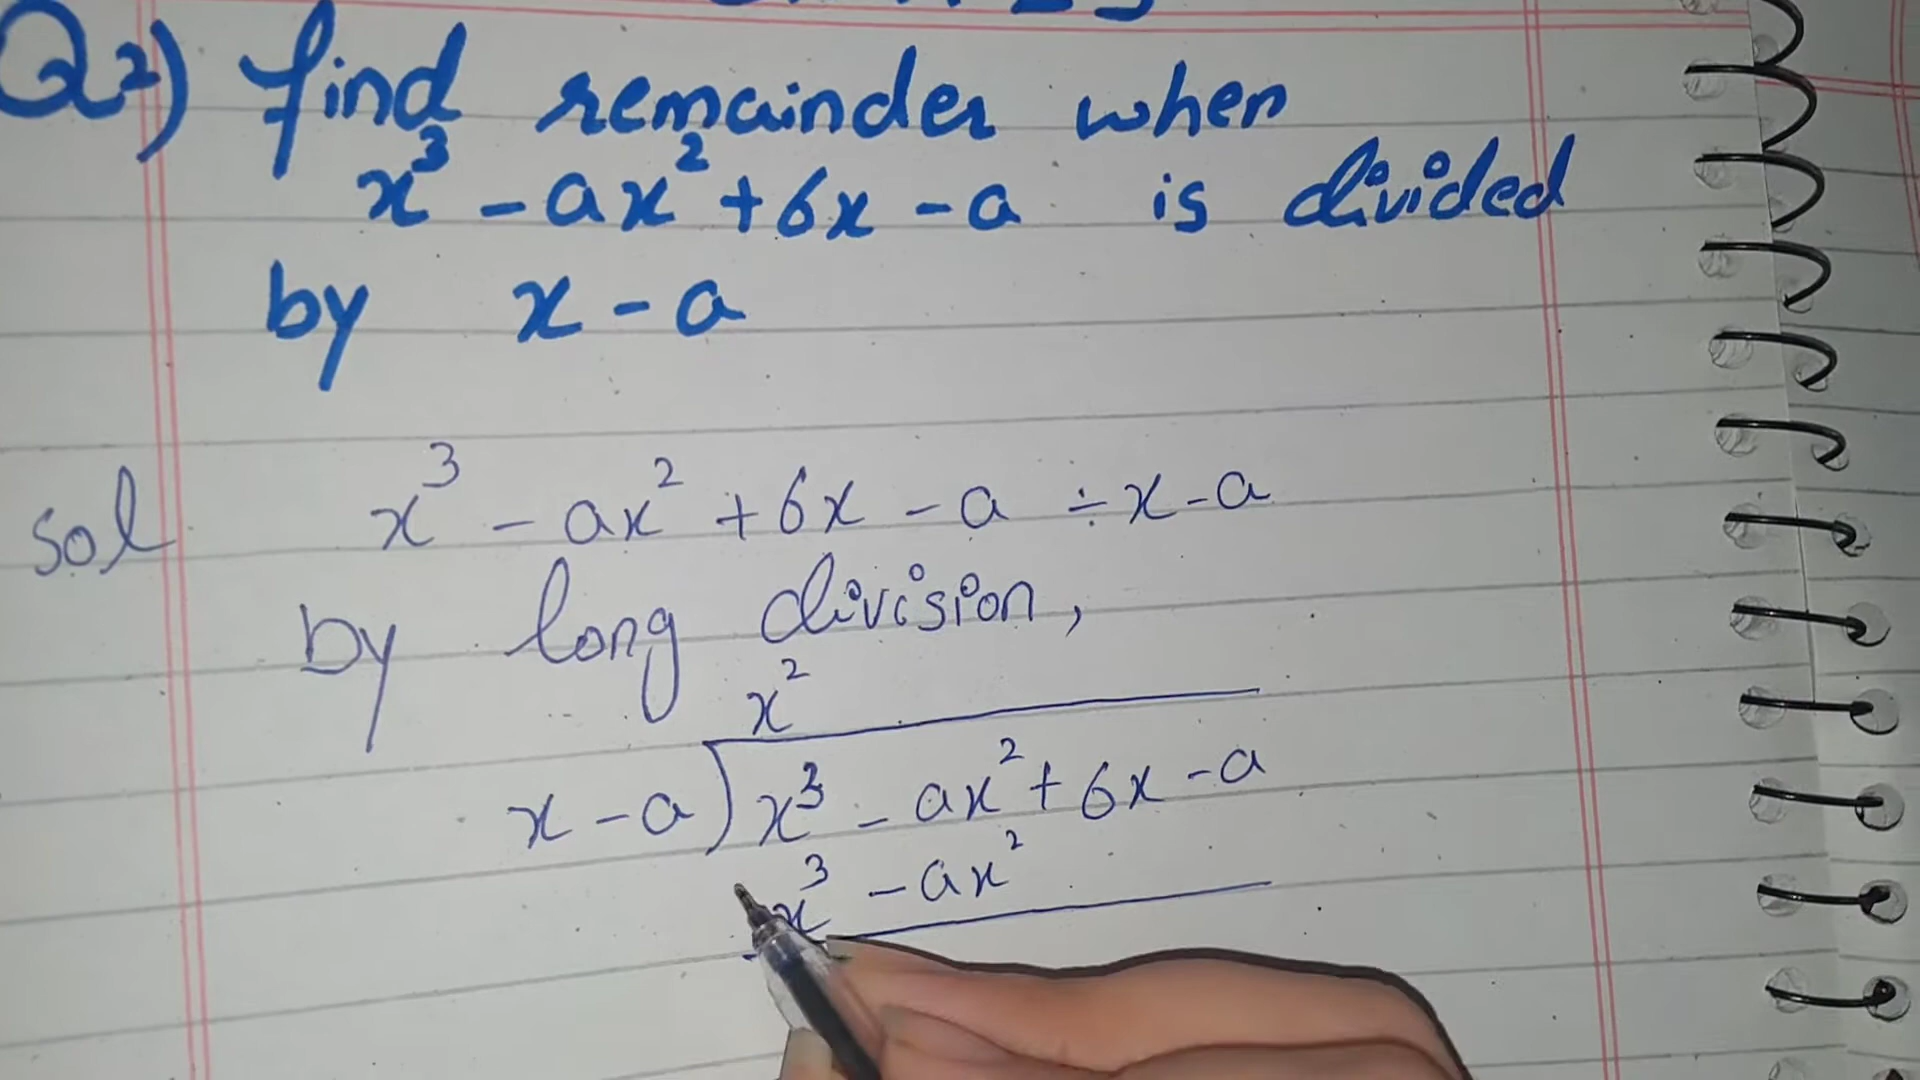 Q2) find remainder when
x³ - ax² + 6x - a is divided
by x - a
Sol x³ - ax² + 6x - a ÷ x - a
by long division,
x²
x - a) x³ - ax² + 6x - a
x³ - ax²